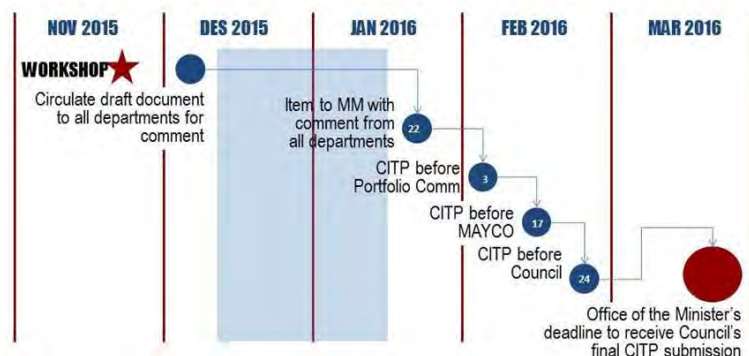 NOV 2015
DES 2015
JAN 2016
FEB 2016
MAR 2016
WORKSHOP
Circulate draft document
to all departments for
comment
Item to MM with
comment from
all departments
22
CITP before
Portfolio Comm
3
CITP before
MAYCO
17
CITP before
Council
24
Office of the Minister's
deadline to receive Council's
final CITP submission